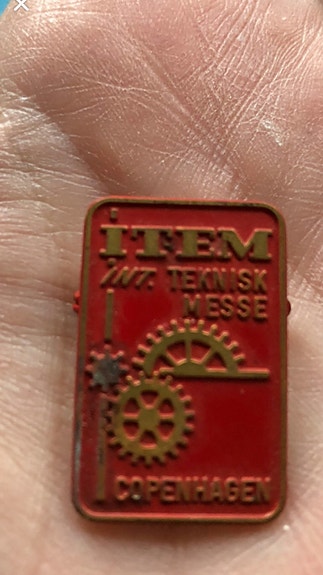 iTEM
iNT. TEKNISK
MESSE
COPENHAGEN